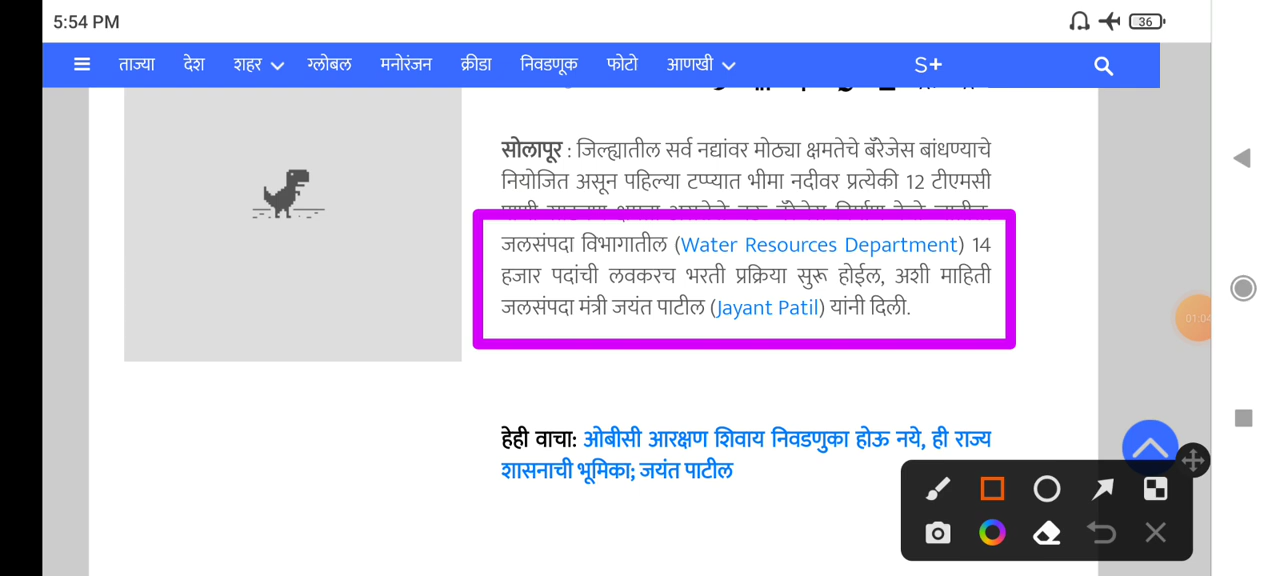 5:54 PM
36
ताज्या देश शहर ग्लोबल मनोरंजन क्रीडा निवडणूक फोटो आणखी S+
सोलापूर : जिल्ह्यातील सर्व नद्यांवर मोठ्या क्षमतेचे बॅरेजेस बांधण्याचे
नियोजित असून पहिल्या टप्प्यात भीमा नदीवर प्रत्येकी 12 टीएमसी
जलसंपदा विभागातील (Water Resources Department) 14
हजार पदांची लवकरच भरती प्रक्रिया सुरू होईल, अशी माहिती
जलसंपदा मंत्री जयंत पाटील (Jayant Patil) यांनी दिली.
01:04
हेही वाचा: ओबीसी आरक्षण शिवाय निवडणुका होऊ नये, ही राज्य
शासनाची भूमिका; जयंत पाटील